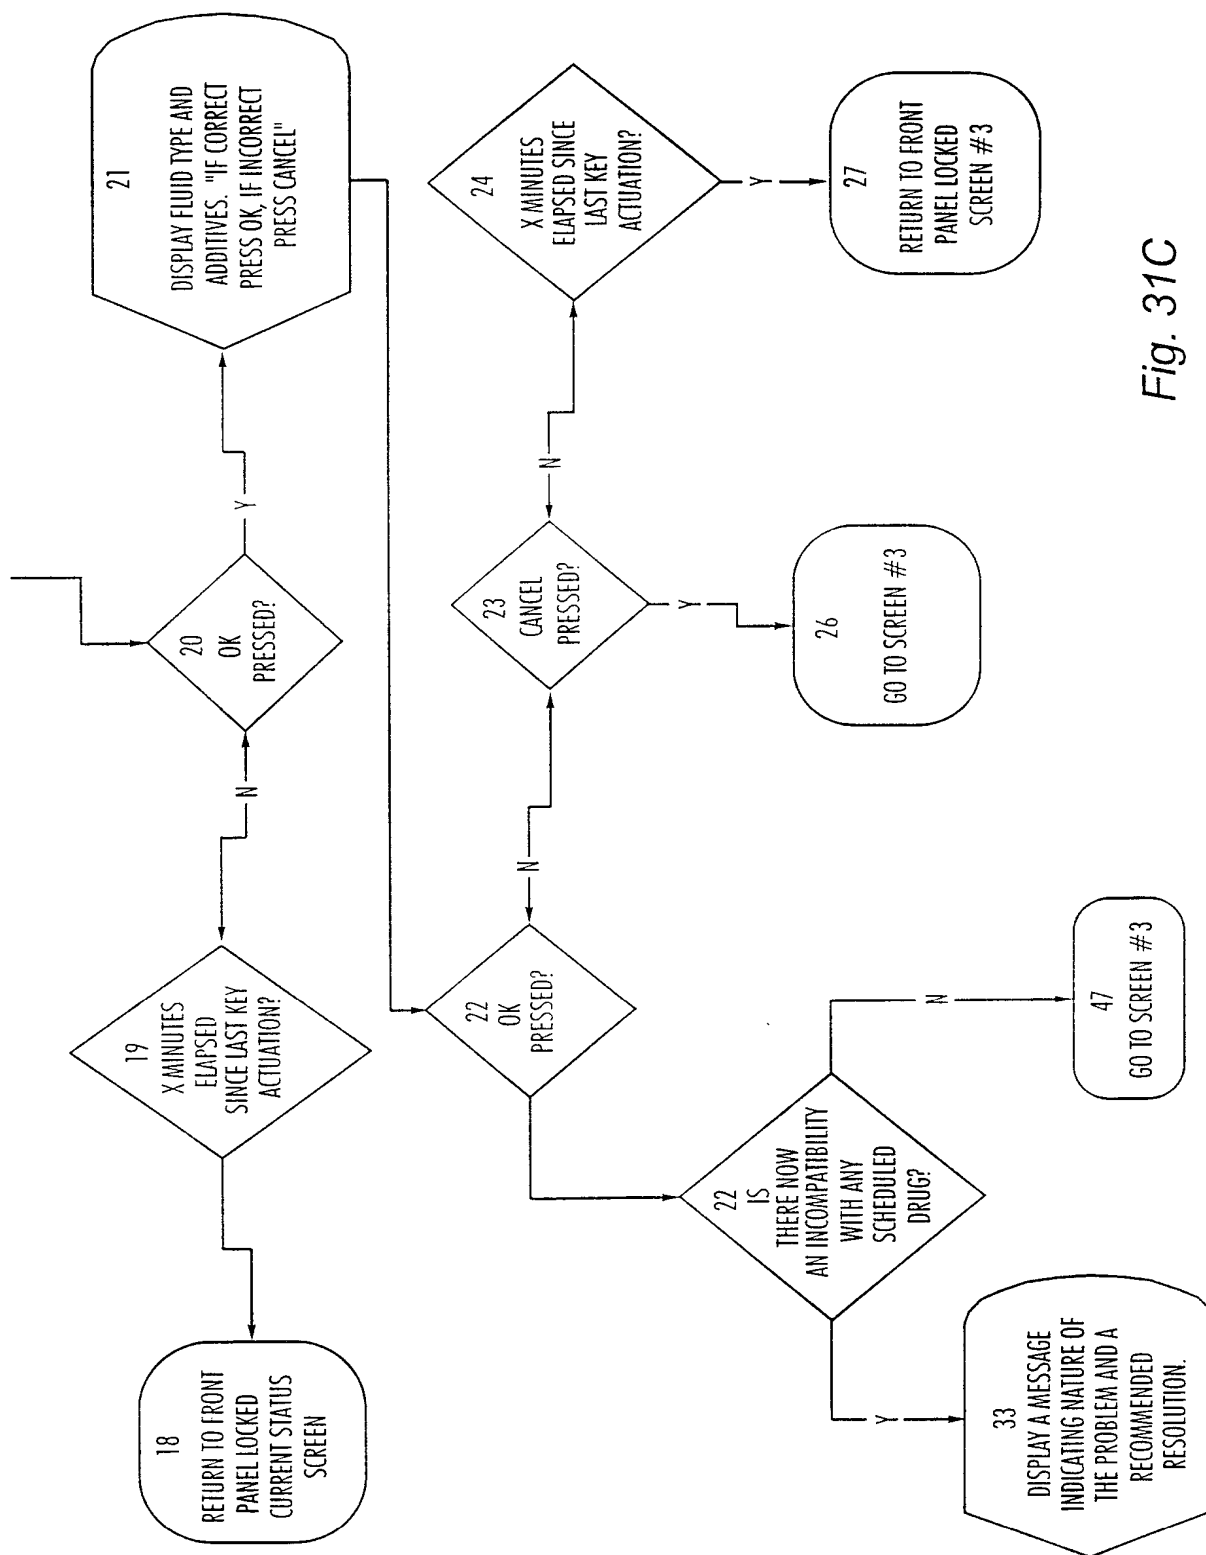 20
OK
PRESSED?
Y
N
21
DISPLAY FLUID TYPE AND
ADDITIVES. "IF CORRECT
PRESS OK, IF INCORRECT
PRESS CANCEL"
19
X MINUTES
ELAPSED
SINCE LAST KEY
ACTUATION?
18
RETURN TO FRONT
PANEL LOCKED
CURRENT STATUS
SCREEN
22
OK
PRESSED?
N
23
CANCEL
PRESSED?
N
Y
24
X MINUTES
ELAPSED SINCE
LAST KEY
ACTUATION?
Y
27
RETURN TO FRONT
PANEL LOCKED
SCREEN #3
26
GO TO SCREEN #3
22
IS
THERE NOW
AN INCOMPATIBILITY
WITH ANY
SCHEDULED
DRUG?
N
47
GO TO SCREEN #3
Y
33
DISPLAY A MESSAGE
INDICATING NATURE OF
THE PROBLEM AND A
RECOMMENDED
RESOLUTION.
Fig. 31C